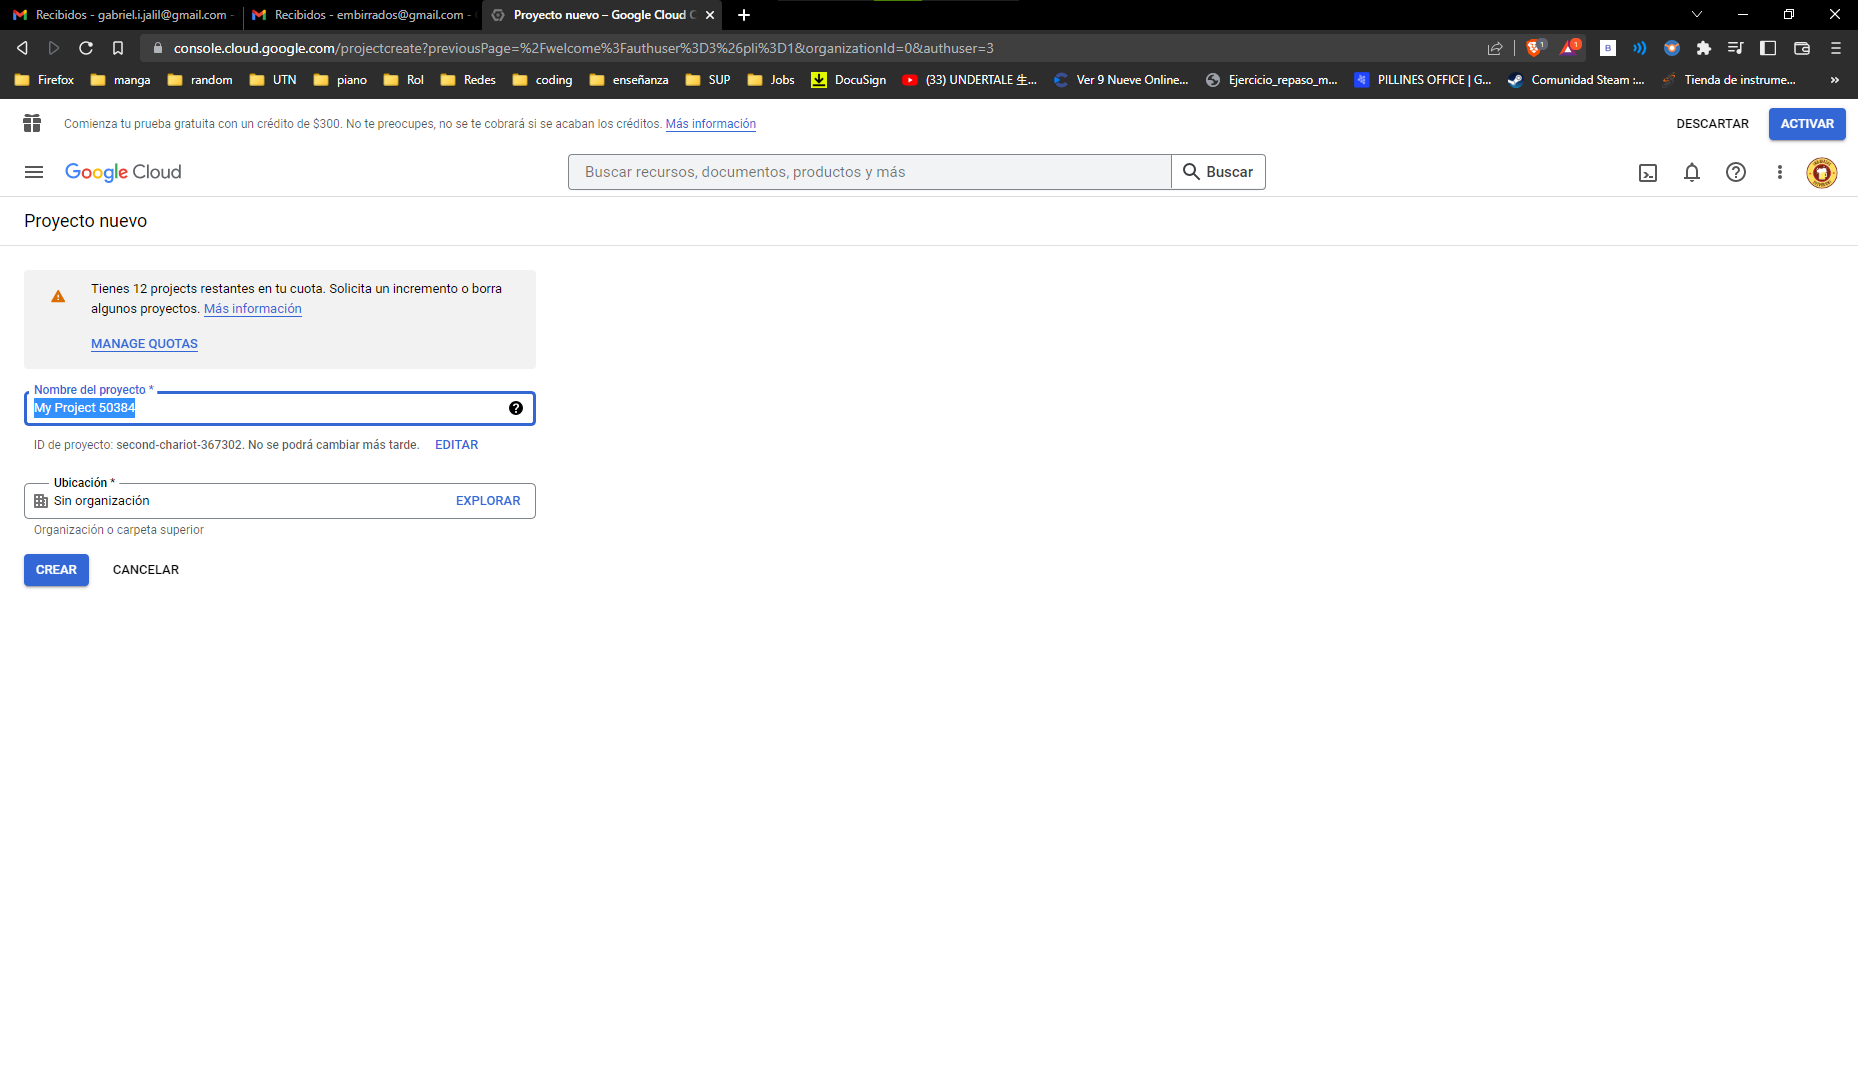 Recibidos - gabriel.i.jalil@gmail.com -
Recibidos - embirrados@gmail.com -
Proyecto nuevo – Google Cloud C
console.cloud.google.com/projectcreate?previousPage=%2Fwelcome%3Fauthuser%3D3%26pli%3D1&organizationId=0&authuser=3
1
1
B
Firefox
manga
random
UTN
piano
Rol
Redes
coding
enseñanza
SUP
Jobs
DocuSign
(33) UNDERTALE 生...
Ver 9 Nueve Online...
Ejercicio_repaso_m...
PILLINES OFFICE | G...
Comunidad Steam :...
Tienda de instrume...
»
Comienza tu prueba gratuita con un crédito de $300. No te preocupes, no se te cobrará si se acaban los créditos. Más información
DESCARTAR
ACTIVAR
Google Cloud
Buscar recursos, documentos, productos y más
Buscar
Proyecto nuevo
Tienes 12 projects restantes en tu cuota. Solicita un incremento o borra
algunos proyectos. Más información
MANAGE QUOTAS
Nombre del proyecto *
My Project 50384
ID de proyecto: second-chariot-367302. No se podrá cambiar más tarde.
EDITAR
Ubicación *
Sin organización
EXPLORAR
Organización o carpeta superior
CREAR
CANCELAR